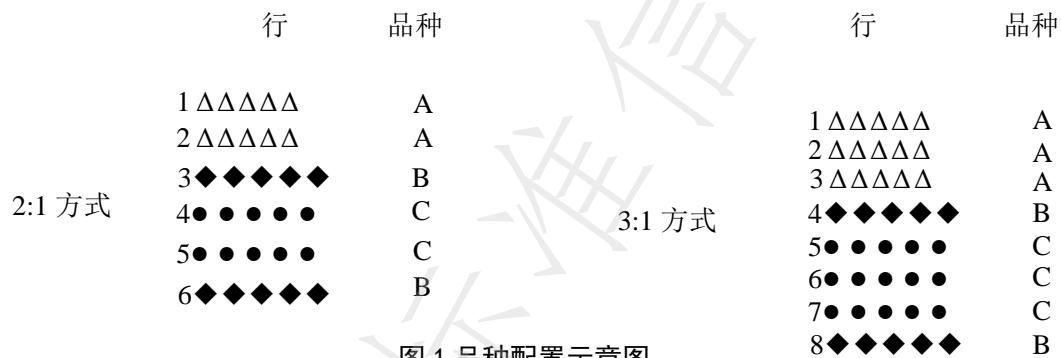 行 品种
1 ΔΔΔΔΔ A
2 ΔΔΔΔΔ A
3◆◆◆◆◆ B
2:1 方式
4●●●●● C
5●●●●● C
6◆◆◆◆◆ B
行 品种
1 ΔΔΔΔΔ A
2 ΔΔΔΔΔ A
3 ΔΔΔΔΔ A
4◆◆◆◆◆ B
3:1 方式
5●●●●● C
6●●●●● C
7●●●●● C
8◆◆◆◆◆ B
图 1 品种配置示意图